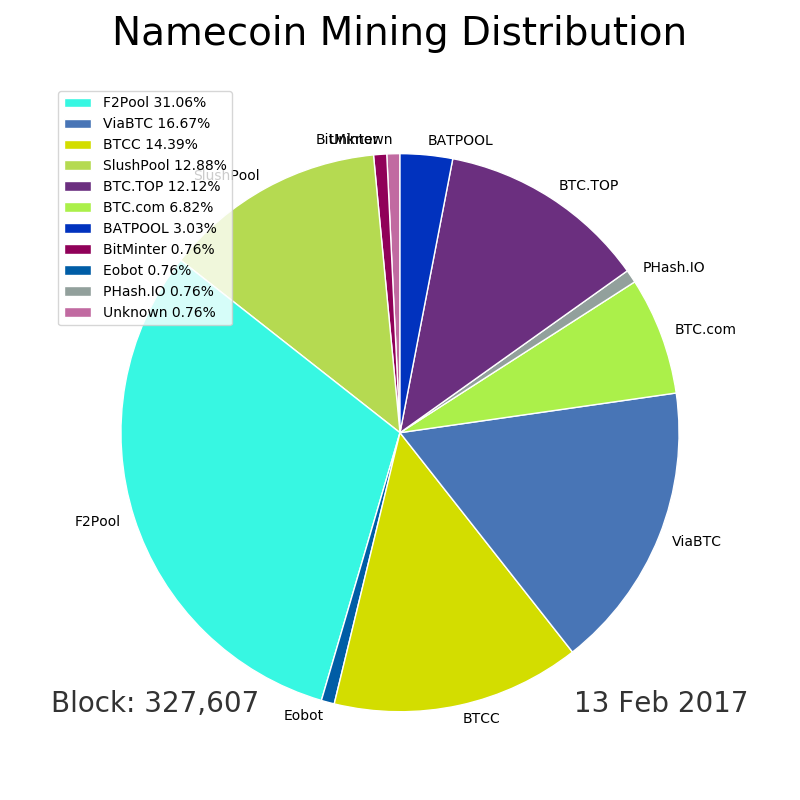 Namecoin Mining Distribution
F2Pool 31.06%
ViaBTC 16.67%
BTCC 14.39%
SlushPool 12.88%
BTC.TOP 12.12%
BTC.com 6.82%
BATPOOL 3.03%
BitMinter 0.76%
Eobot 0.76%
PHash.IO 0.76%
Unknown 0.76%
BitMinter
Unknown
BATPOOL
SlushPool
BTC.TOP
PHash.IO
BTC.com
F2Pool
ViaBTC
Eobot
BTCC
Block: 327,607
13 Feb 2017